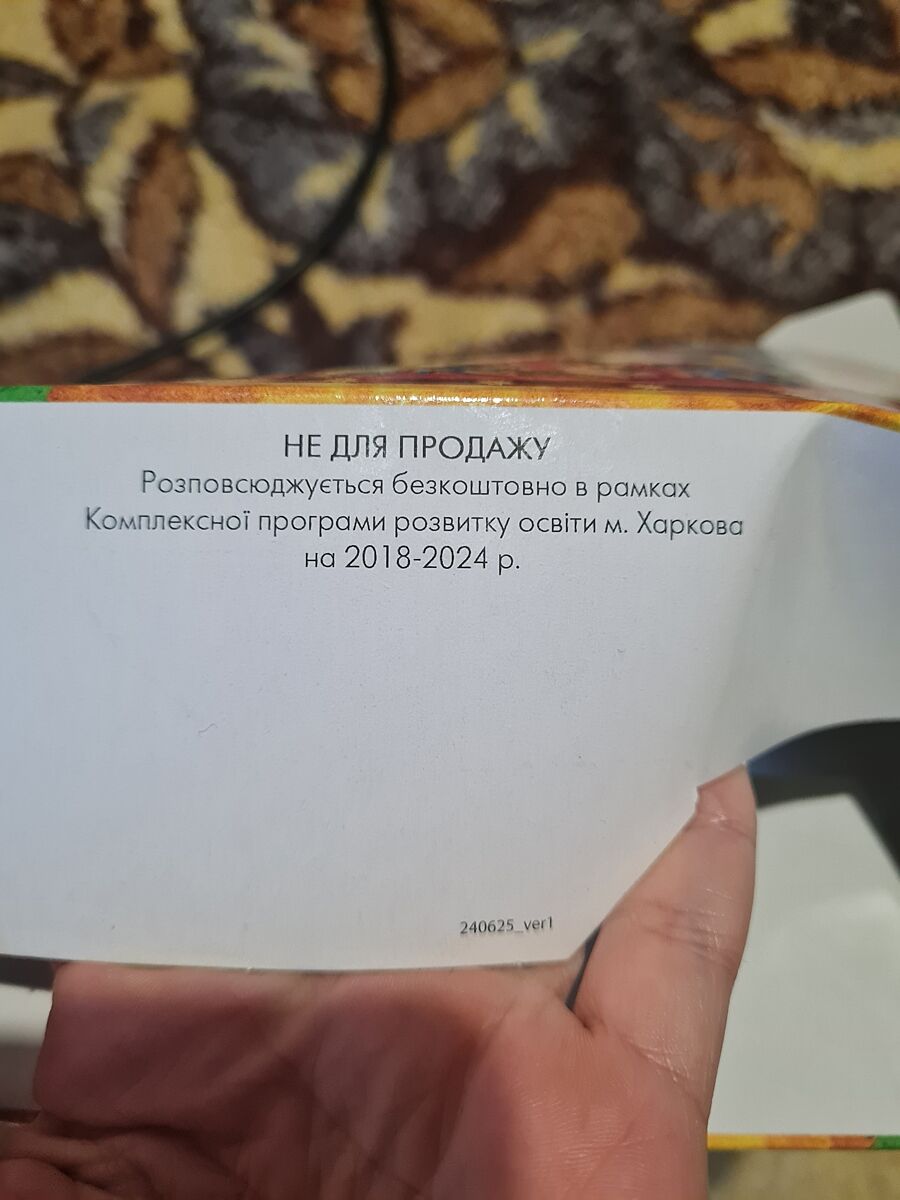 НЕ ДЛЯ ПРОДАЖУ
Розповсюджується безкоштовно в рамках
Комплексної програми розвитку освіти м. Харкова
на 2018-2024 р.
240625_ver1